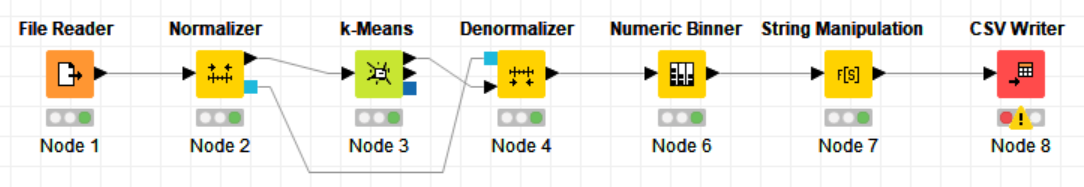 File Reader
Normalizer
k-Means
Denormalizer
Numeric Binner
String Manipulation
CSV Writer
F[S]
Node 1
Node 2
Node 3
Node 4
Node 6
Node 7
Node 8